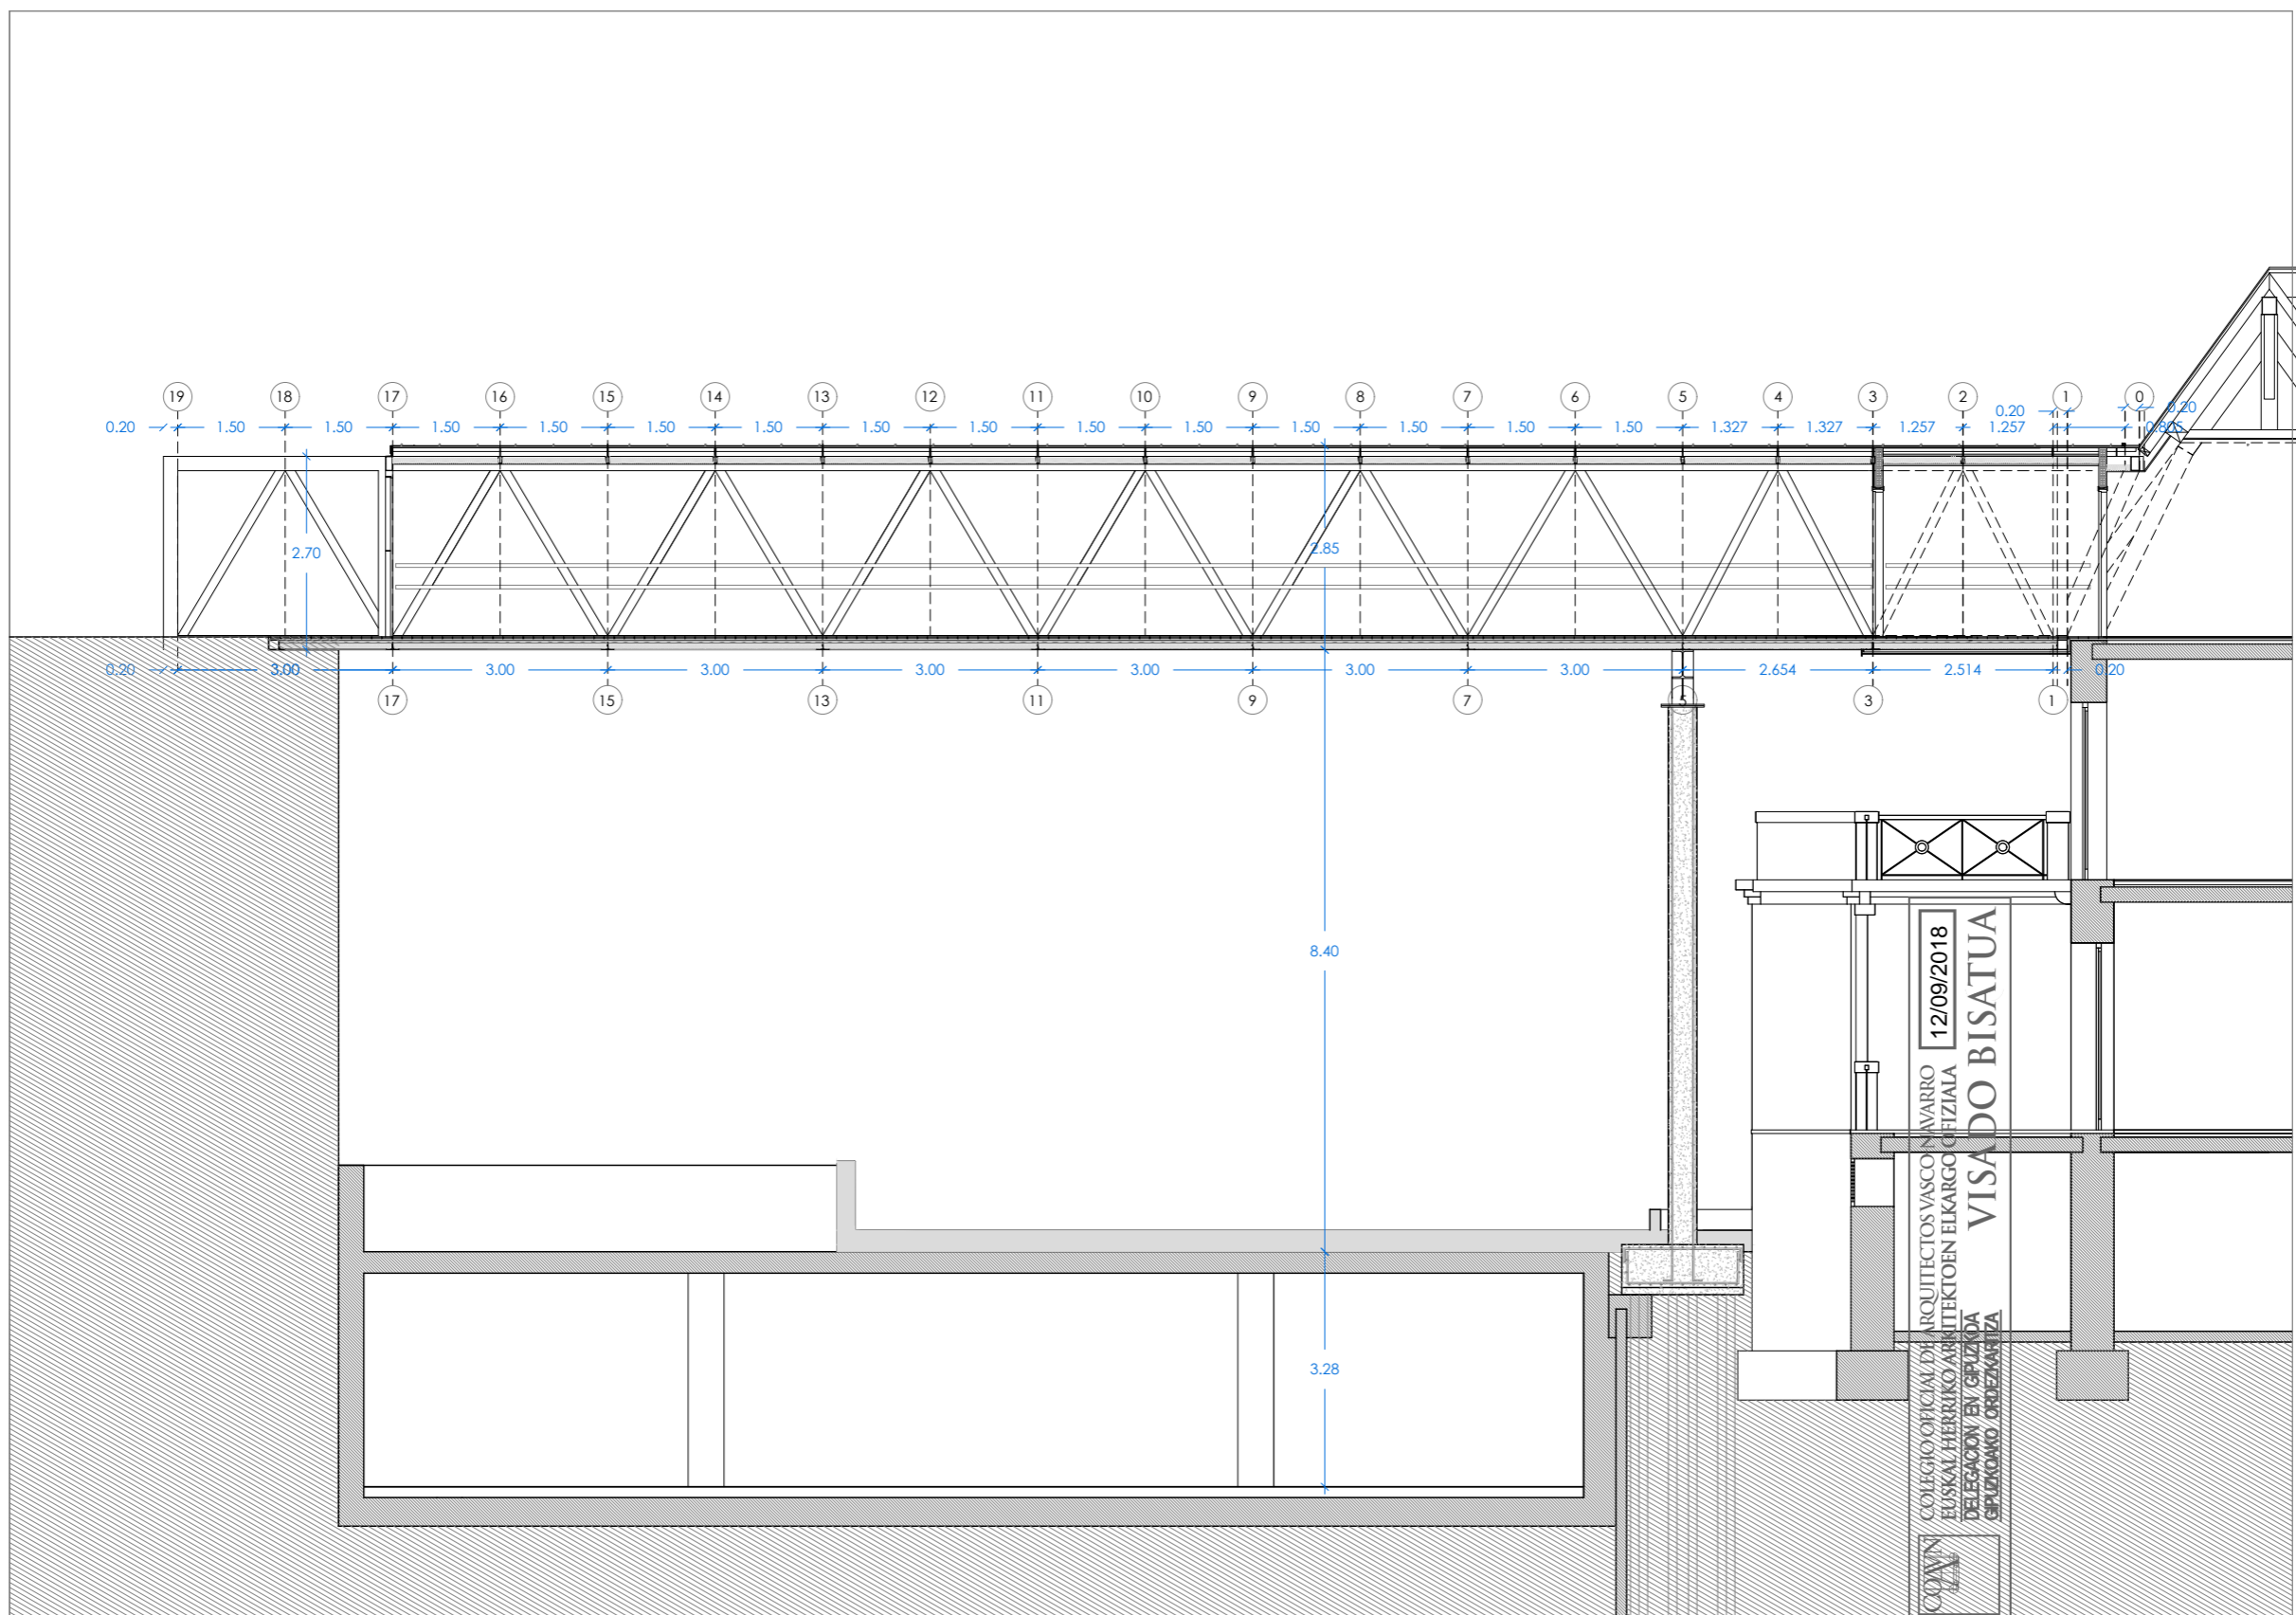 19 18 17 16 15 14 13 12 11 10 9 8 7 6 5 4 3 2 1 0
0.20 0.20
0.20 1.50 1.50 1.50 1.50 1.50 1.50 1.50 1.50 1.50 1.50 1.50 1.50 1.50 1.50 1.327 1.327 1.257 1.257 0.805
2.70 2.85
0.20 3.00 3.00 3.00 3.00 3.00 3.00 3.00 2.654 2.514 0.20
17 15 13 11 9 7 5 3 1
8.40
3.28
COAVN
COLEGIO OFICIAL DE ARQUITECTOS VASCO-NAVARRO
EUSKAL HERRIKO ARKITEKTOEN ELKARGO OFIZIALA
DELEGACION EN GIPUZKOA
GIPUZKOAKO ORDEZKARITZA
12/09/2018
VISADO BISATUA